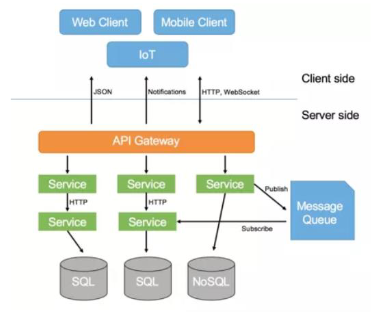 Web Client
Mobile Client
IoT
Client side
JSON
Notifications
HTTP, WebSocket
Server side
API Gateway
Service
Service
Service
Publish
HTTP
HTTP
Message
Queue
Service
Service
Subscribe
SQL
SQL
NoSQL